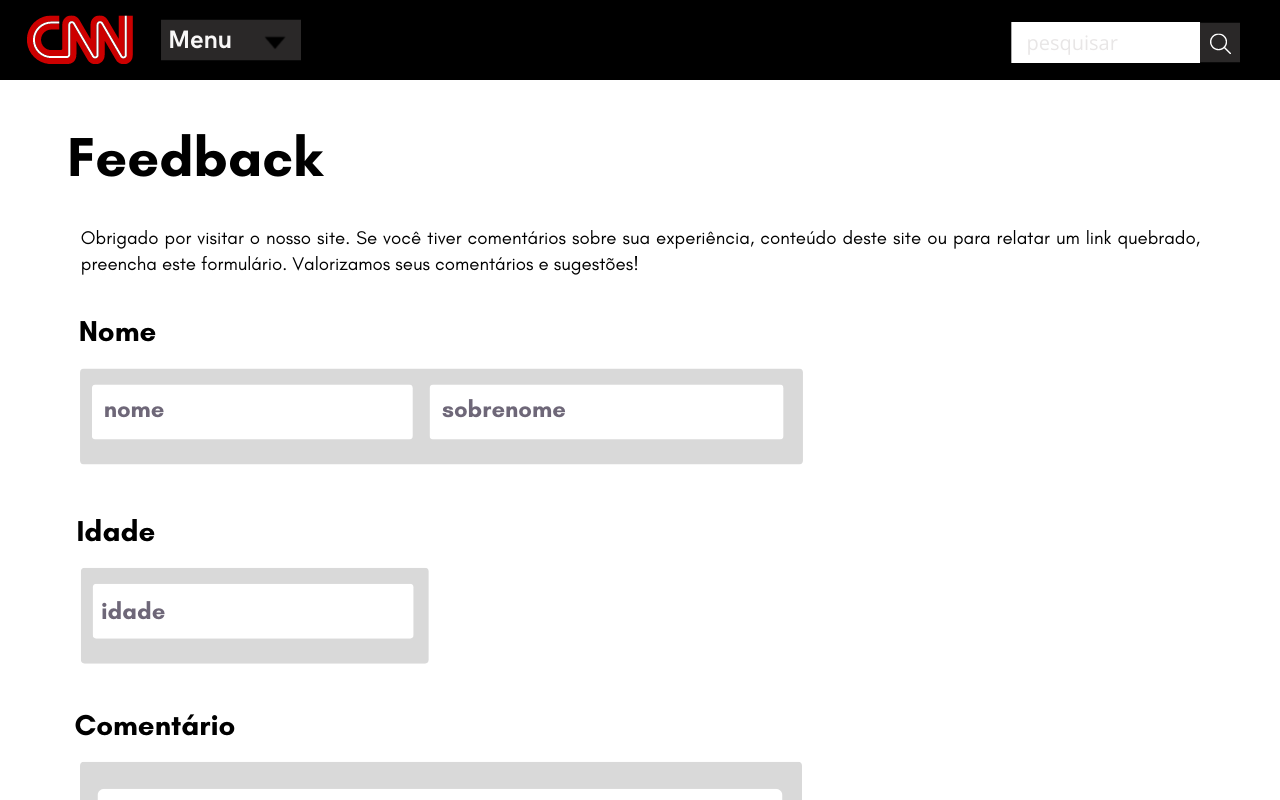 CNN
Menu
pesquisar
Feedback
Obrigado por visitar o nosso site. Se você tiver comentários sobre sua experiência, conteúdo deste site ou para relatar um link quebrado,
preencha este formulário. Valorizamos seus comentários e sugestões!
Nome
nome sobrenome
Idade
idade
Comentário